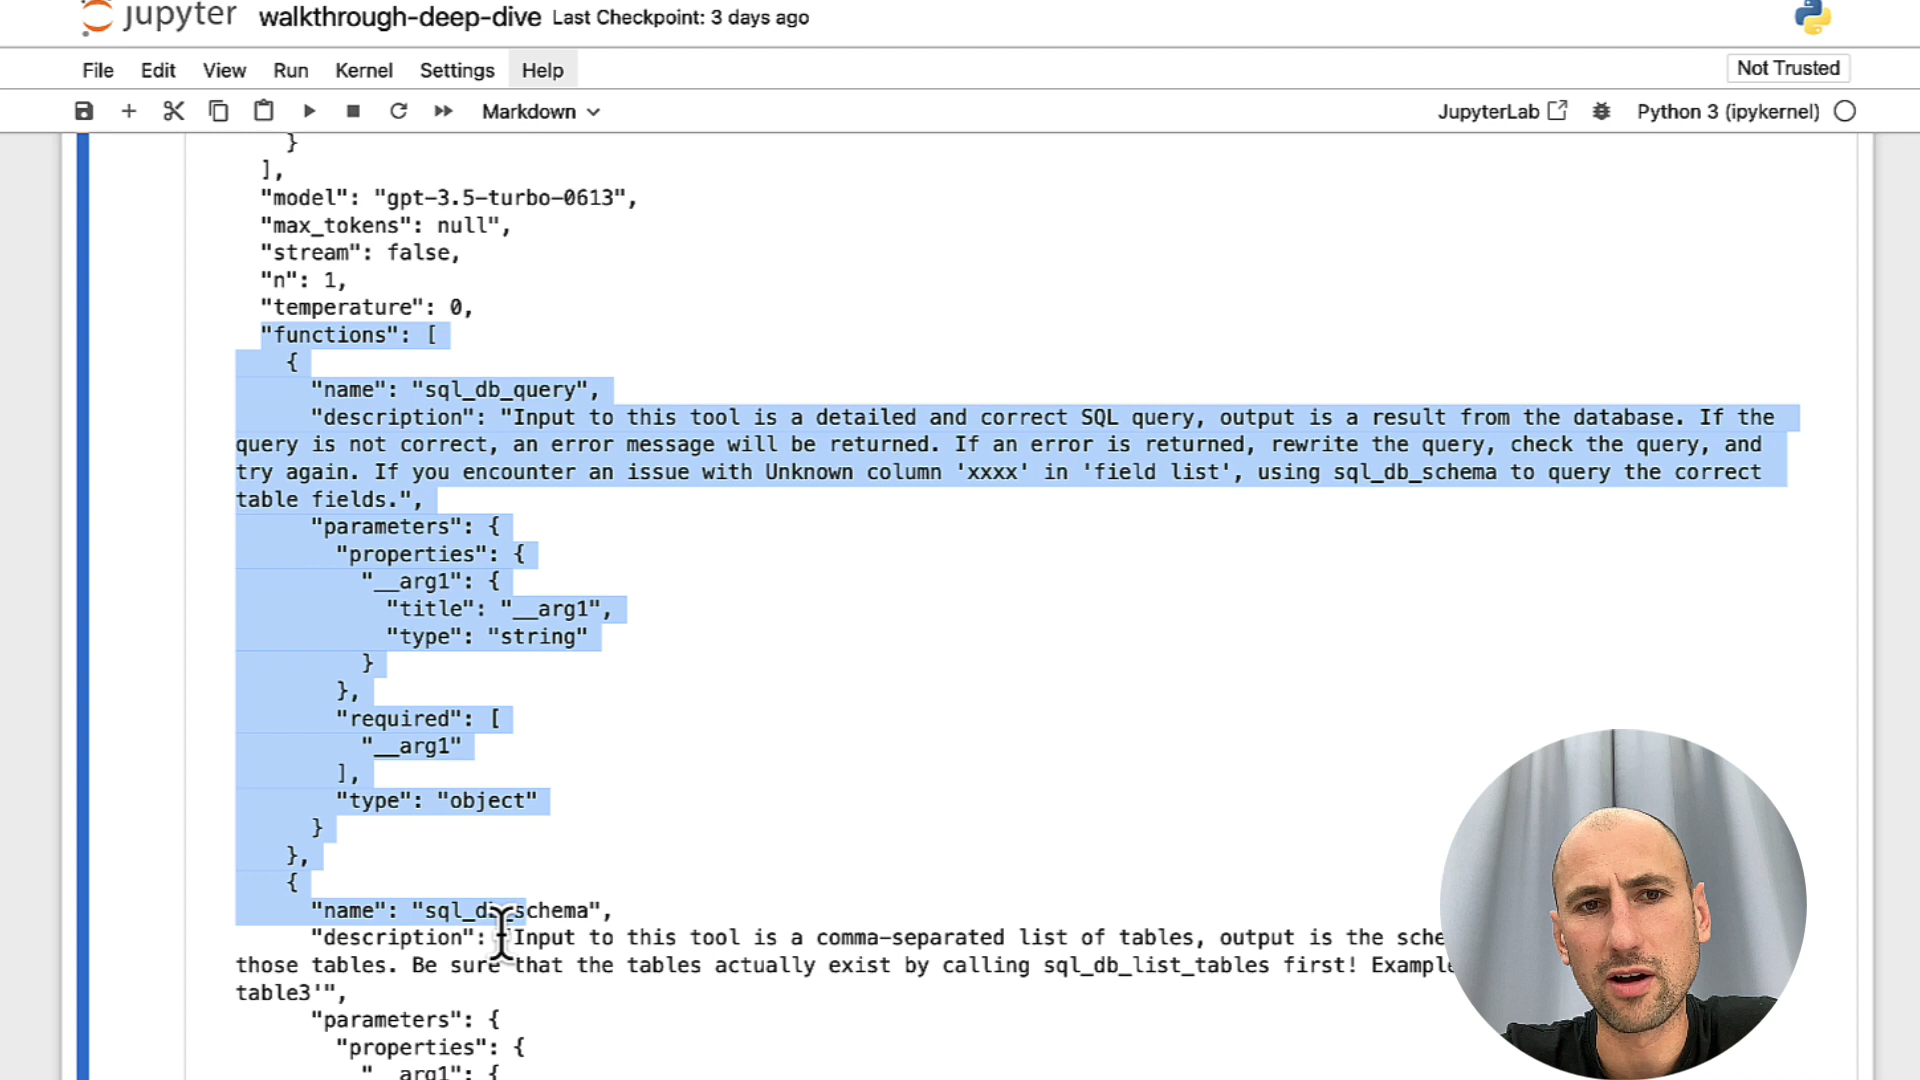 jupyter walkthrough-deep-dive Last Checkpoint: 3 days ago
File Edit View Run Kernel Settings Help Not Trusted
Markdown JupyterLab Python 3 (ipykernel)
}
],
"model": "gpt-3.5-turbo-0613",
"max_tokens": null",
"stream": false,
"n": 1,
"temperature": 0,
"functions": [
{
"name": "sql_db_query",
"description": "Input to this tool is a detailed and correct SQL query, output is a result from the database. If the
query is not correct, an error message will be returned. If an error is returned, rewrite the query, check the query, and
try again. If you encounter an issue with Unknown column 'xxxx' in 'field list', using sql_db_schema to query the correct
table fields.",
"parameters": {
"properties": {
"__arg1": {
"title": "__arg1",
"type": "string"
}
},
"required": [
"__arg1"
],
"type": "object"
}
},
{
"name": "sql_db_schema",
"description": "Input to this tool is a comma-separated list of tables, output is the
those tables. Be sure that the tables actually exist by calling sql_db_list_tables first!
table3'",
"parameters": {
"properties": {
"__arg1": {